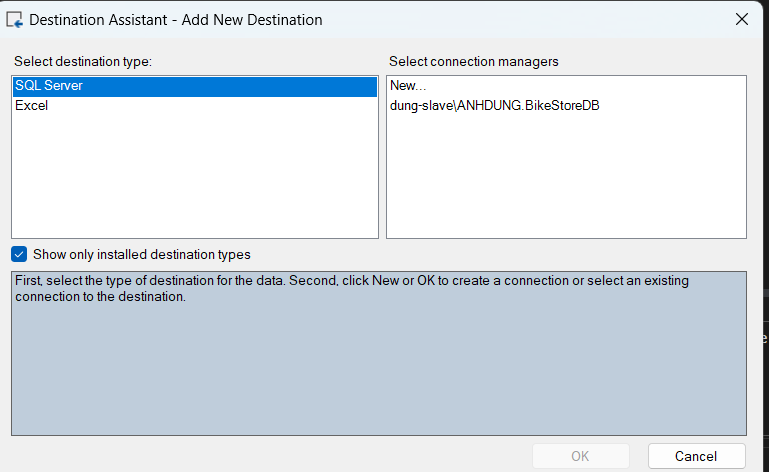 Destination Assistant - Add New Destination
Select destination type:
Select connection managers
SQL Server
Excel
New...
dung-slave\ANHDUNG.BikeStoreDB
Show only installed destination types
First, select the type of destination for the data. Second, click New or OK to create a connection or select an existing
connection to the destination.
OK
Cancel